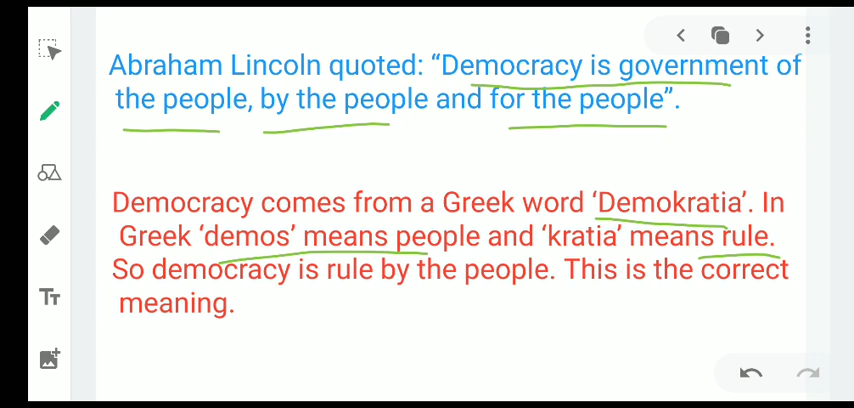 Abraham Lincoln quoted: “Democracy is government of
the people, by the people and for the people”.
Democracy comes from a Greek word ‘Demokratia’. In
Greek ‘demos’ means people and ‘kratia’ means rule.
So democracy is rule by the people. This is the correct
meaning.